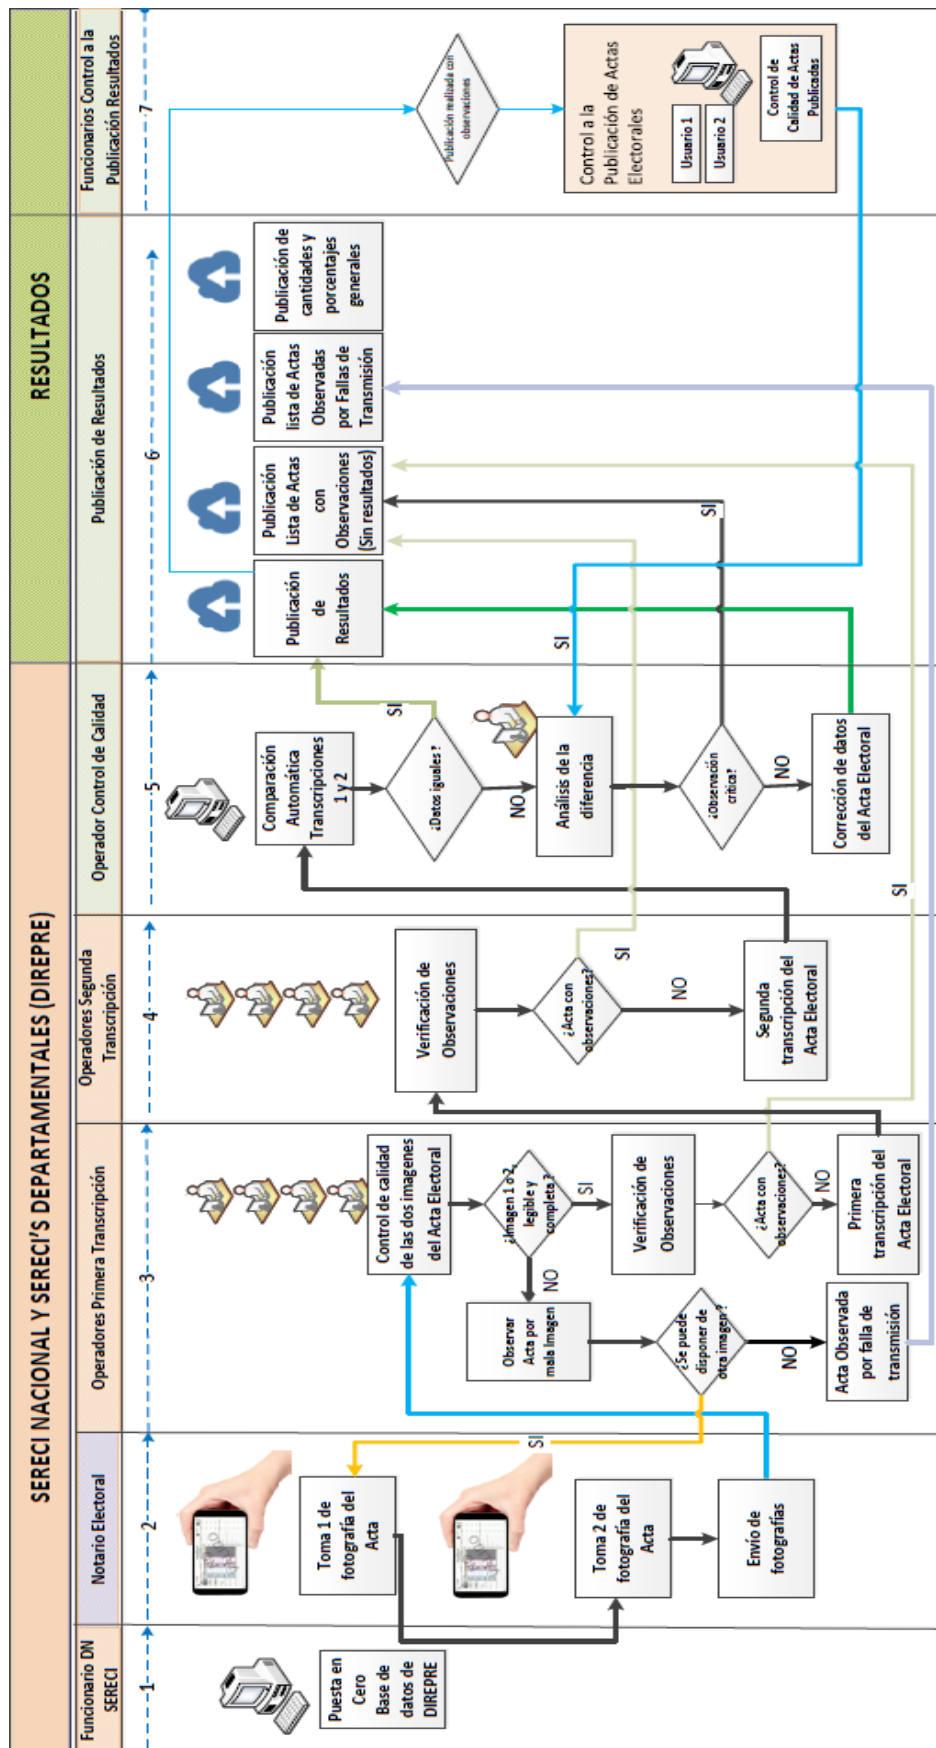 SERECI NACIONAL Y SERECI'S DEPARTAMENTALES (DIREPRE)
RESULTADOS
Funcionario DN
SERECI
Notario Electoral
Operadores Primera Transcripción
Operadores Segunda
Transcripción
Operador Control de Calidad
Publicación de Resultados
Funcionarios Control a la
Publicación Resultados
1
2
3
4
5
6
7
Puesta en
Cero
Base de
datos de
DIREPRE
Toma 1 de
fotografía del
Acta
Toma 2 de
fotografía del
Acta
Envío de
fotografías
SI
Control de calidad
de las dos imagenes
del Acta Electoral
¿Imagen 1 o 2,
legible y
completa?
SI
NO
Observar
Acta por
mala Imagen
¿Se puede
disponer de
otra imagen?
NO
Acta Observada
por falla de
transmisión
Verificación de
Observaciones
¿Acta con
observaciones?
NO
Primera
transcripción del
Acta Electoral
Verificación de
Observaciones
¿Acta con
observaciones?
SI
NO
Segunda
transcripción del
Acta Electoral
SI
Comparación
Automática
Transcripciones
1 y 2
¿Datos iguales?
SI
NO
Análisis de la
diferencia
SI
¿Observación
crítica?
SI
NO
Corrección de datos
del Acta Electoral
Publicación
de
Resultados
Publicación
Lista de Actas
con
Observaciones
(Sin resultados)
Publicación
lista de Actas
Observadas
por Fallas de
Transmisión
Publicación de
cantidades y
porcentajes
generales
Publicación realizada con
observaciones
Control a la
Publicación de Actas
Electorales
Usuario 1
Usuario 2
Control de
Calidad de Actas
Publicadas